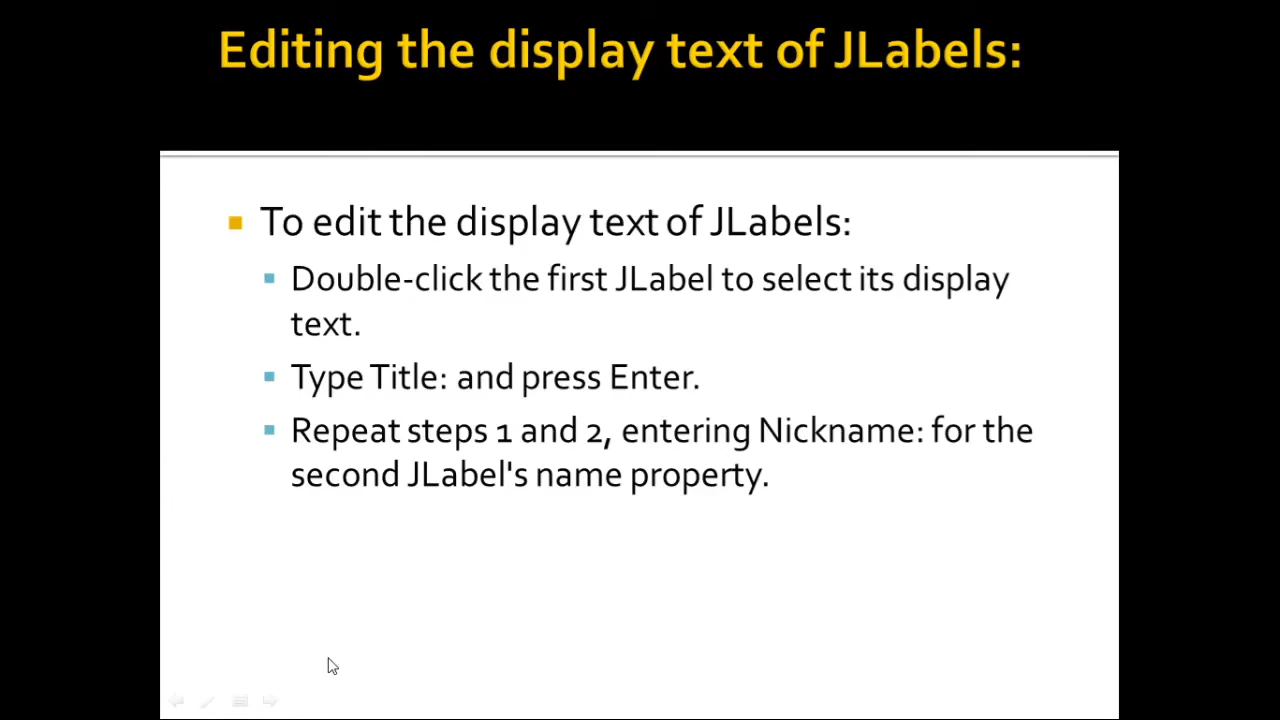 Editing the display text of JLabels:
To edit the display text of JLabels:
Double-click the first JLabel to select its display
text.
Type Title: and press Enter.
Repeat steps 1 and 2, entering Nickname: for the
second JLabel's name property.